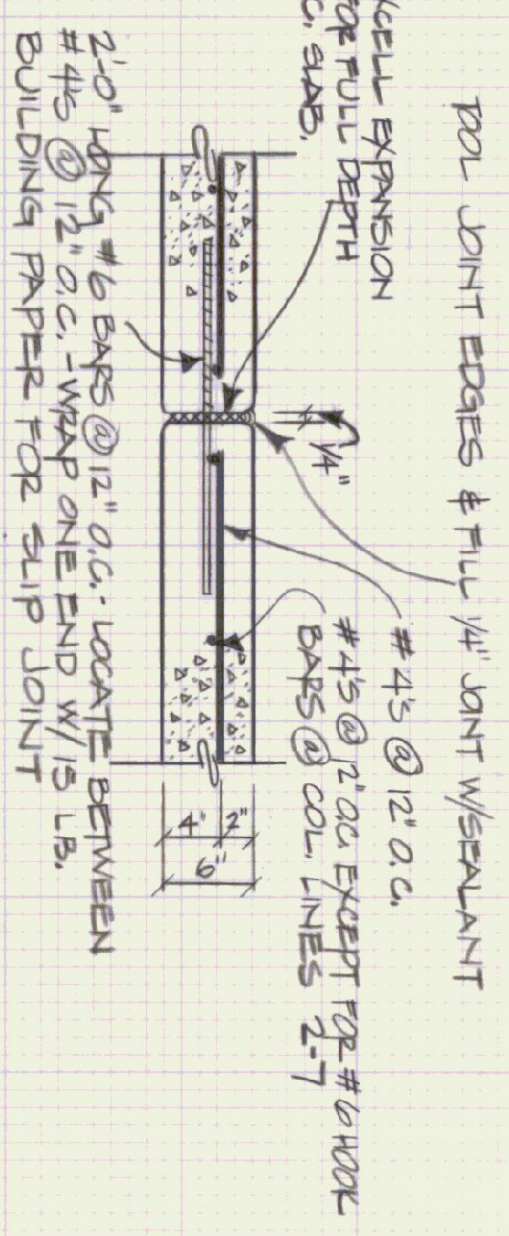 TOOL JOINT EDGES & FILL 1/4" JOINT W/SEALANT
CELL EXPANSION
FOR FULL DEPTH
C. SLAB.
1/4"
#4'S @ 12" O.C.
#4'S @ 12" O.C. EXCEPT FOR #6 HOOK
BARS @ COL. LINES 2-7
4"
2"
6"
2'-0" LONG #6 BARS @ 12" O.C. - LOCATE BETWEEN
#4'S @ 12" O.C. - WRAP ONE END W/ 15 LB.
BUILDING PAPER FOR SLIP JOINT